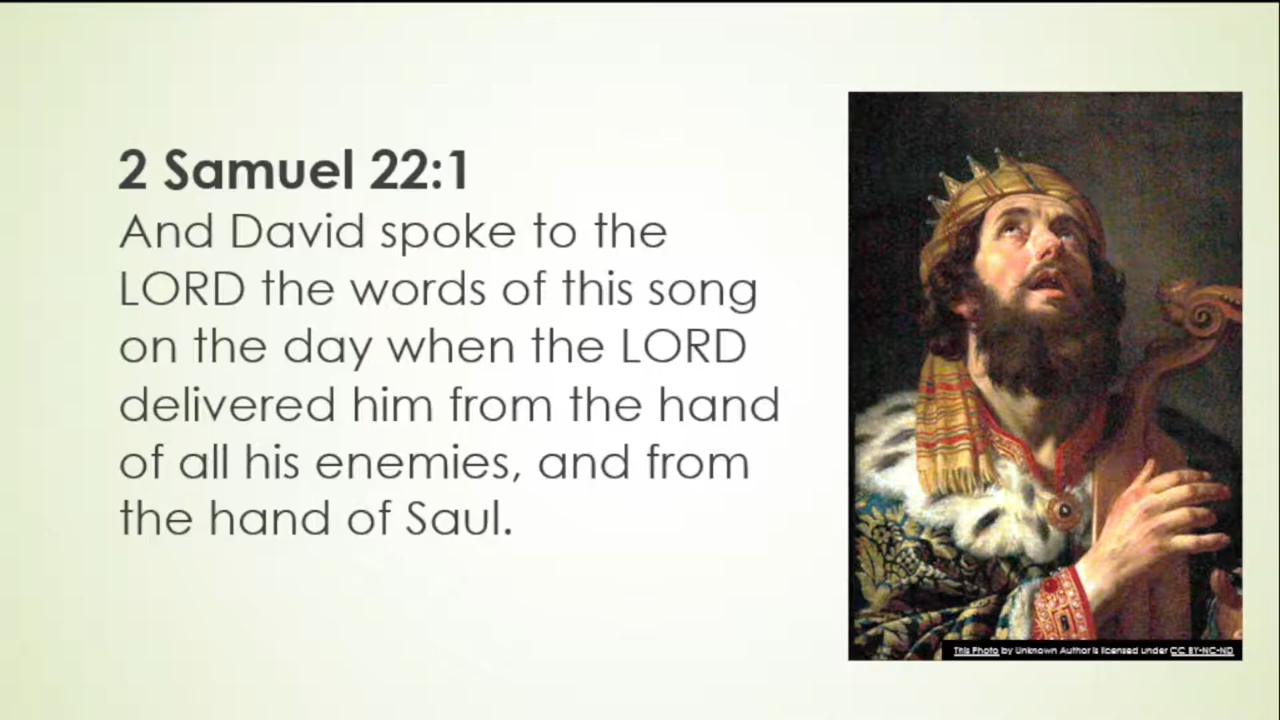 2 Samuel 22:1
And David spoke to the
LORD the words of this song
on the day when the LORD
delivered him from the hand
of all his enemies, and from
the hand of Saul.
This Photo by Unknown Author is licensed under CC BY-NC-ND